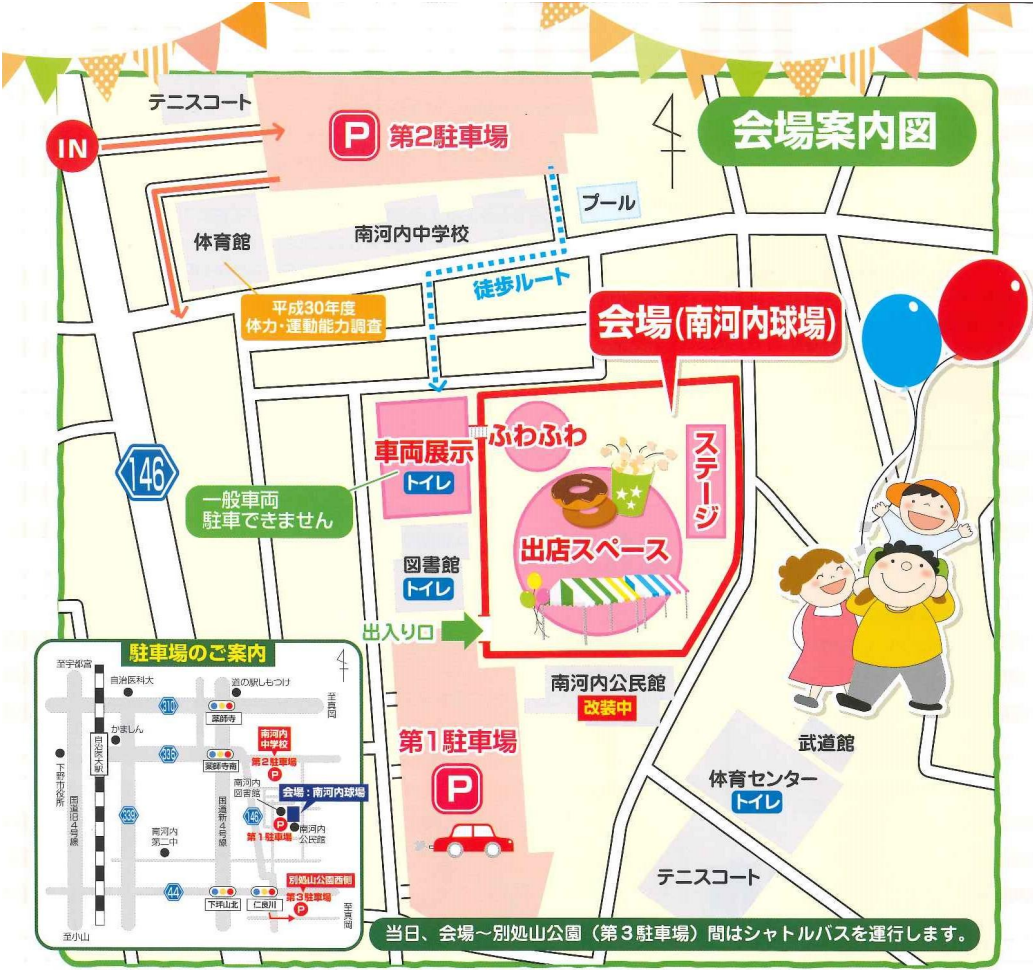 会場案内図
テニスコート
IN
P 第2駐車場
プール
体育館
南河内中学校
徒歩ルート
平成30年度
体力・運動能力調査
会場(南河内球場)
146
車両展示
トイレ
ふわふわ
ステージ
一般車両
駐車できません
出店スペース
図書館
トイレ
出入り口
南河内公民館
改装中
第1駐車場
P
武道館
体育センター
トイレ
テニスコート
駐車場のご案内
至宇都宮
自治医科大
道の駅しもつけ
至真岡
310
薬師寺
かましん
自治医大駅
335
薬師寺南
南河内
中学校
第2駐車場
P
下野市役所
国道旧4号線
339
国道新4号線
南河内
図書館
会場:南河内球場
146
P
第1駐車場
南河内
公民館
南河内
第二中
44
下坪山北
仁良川
別処山公園西側
第3駐車場
P
至真岡
至小山
当日、会場~別処山公園(第3駐車場)間はシャトルバスを運行します。